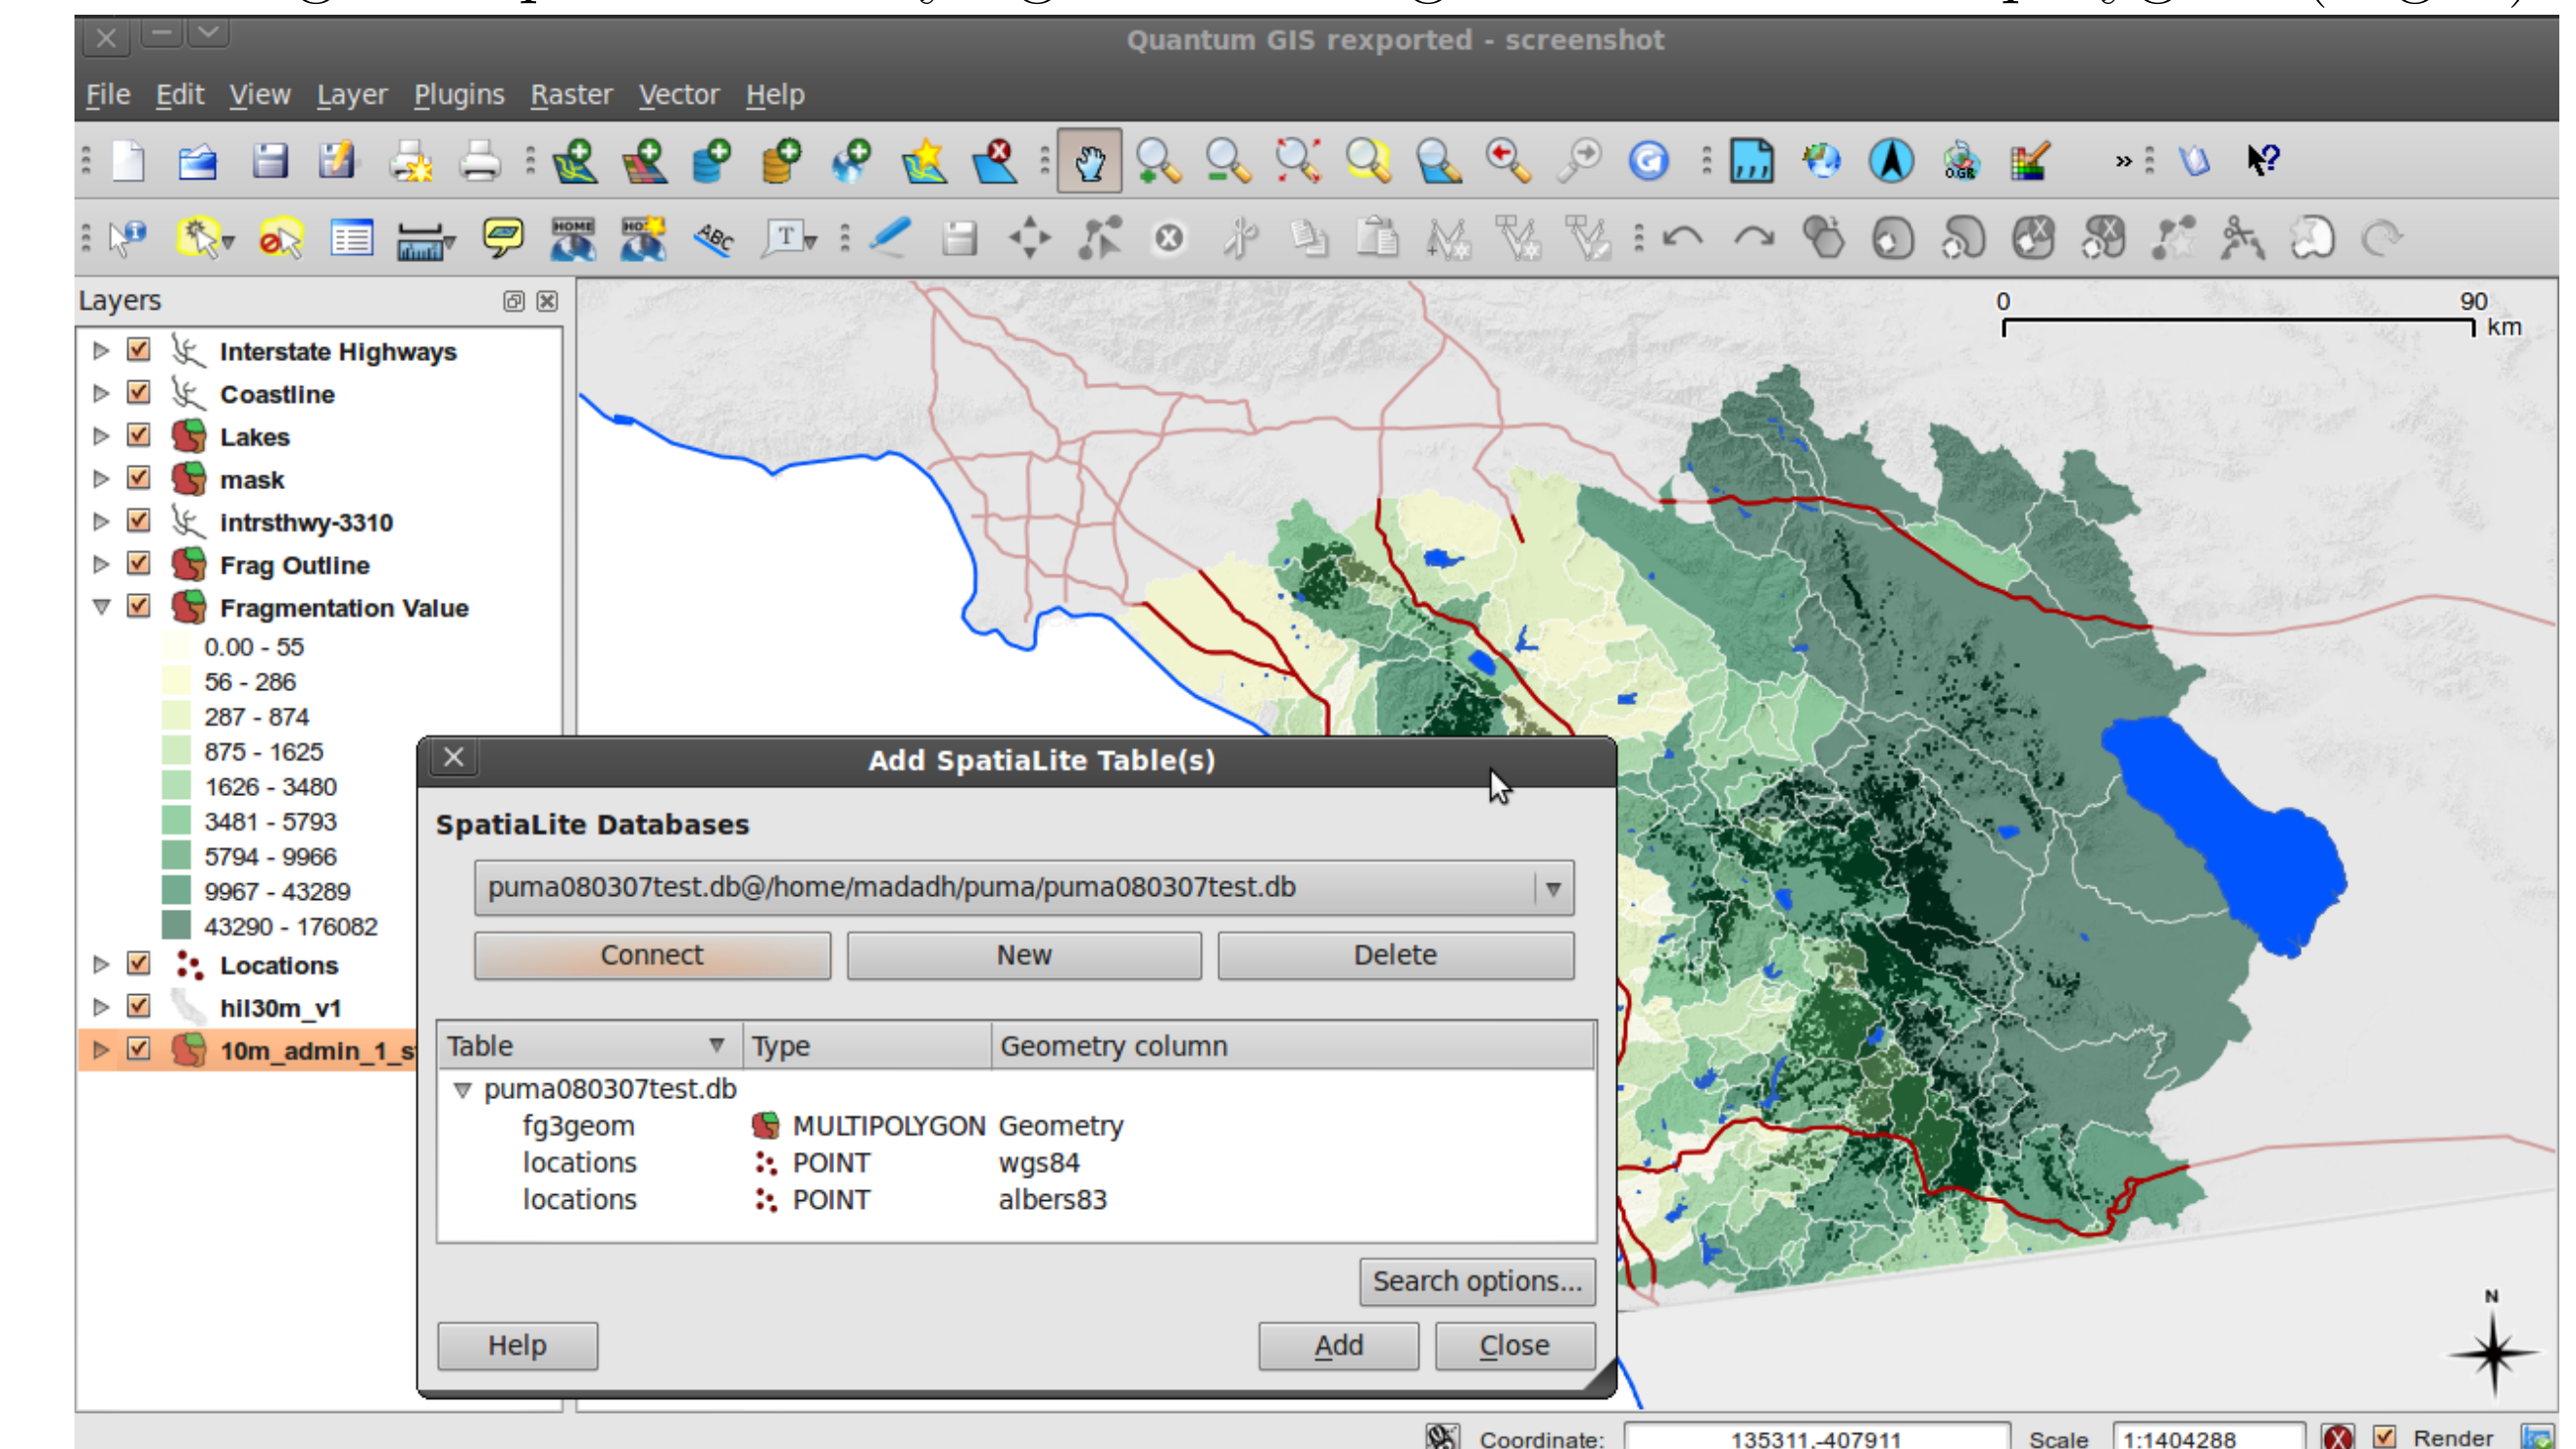 Quantum GIS rexported - screenshot
File Edit View Layer Plugins Raster Vector Help
Layers
Interstate Highways
Coastline
Lakes
mask
intrsthwy-3310
Frag Outline
Fragmentation Value
0.00 - 55
56 - 286
287 - 874
875 - 1625
1626 - 3480
3481 - 5793
5794 - 9966
9967 - 43289
43290 - 176082
Locations
hil30m_v1
10m_admin_1_s
0 90
km
Add SpatiaLite Table(s)
SpatiaLite Databases
puma080307test.db@/home/madadh/puma/puma080307test.db
Connect New Delete
Table Type Geometry column
puma080307test.db
fg3geom MULTIPOLYGON Geometry
locations POINT wgs84
locations POINT albers83
Search options...
Help Add Close
N
Coordinate: 135311,-407911 Scale 1:1404288 Render